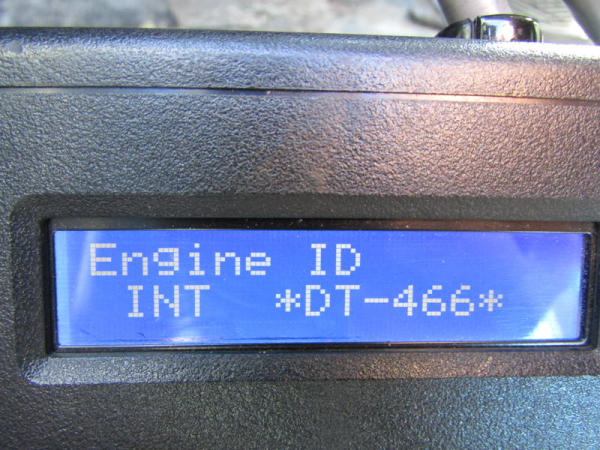 Engine ID
INT *DT-466*